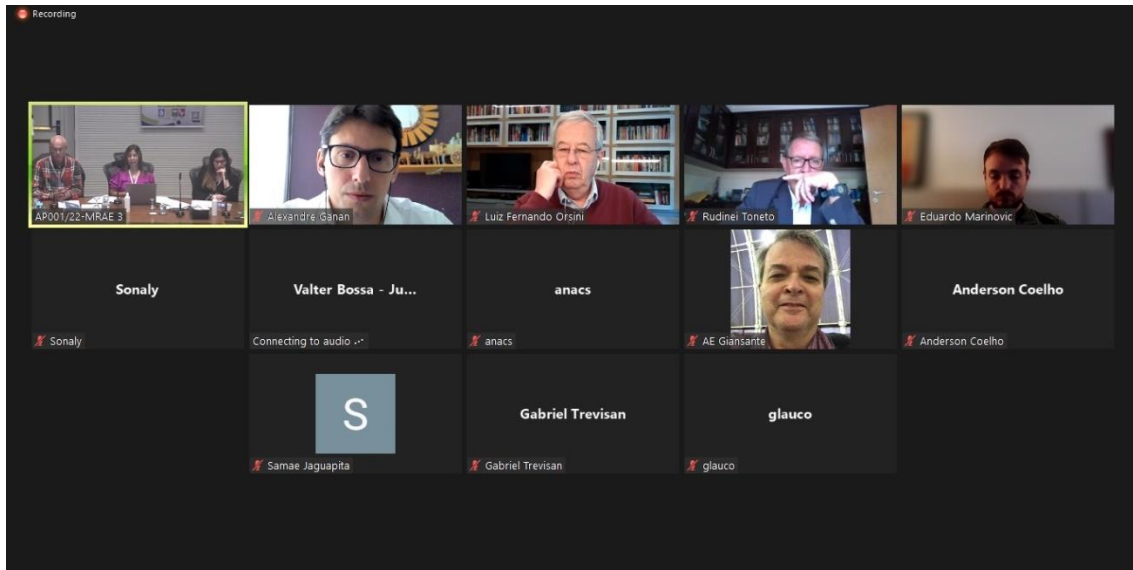 Recording
AP001/22-MRAE 3
Alexandre Ganan
Luiz Fernando Orsini
Rudinei Toneto
Eduardo Marinovic
Sonaly
Valter Bossa - Ju...
anacs
Anderson Coelho
Sonaly
Connecting to audio
anacs
AE Giansante
Anderson Coelho
S
Gabriel Trevisan
glauco
Samae Jaguapita
Gabriel Trevisan
glauco